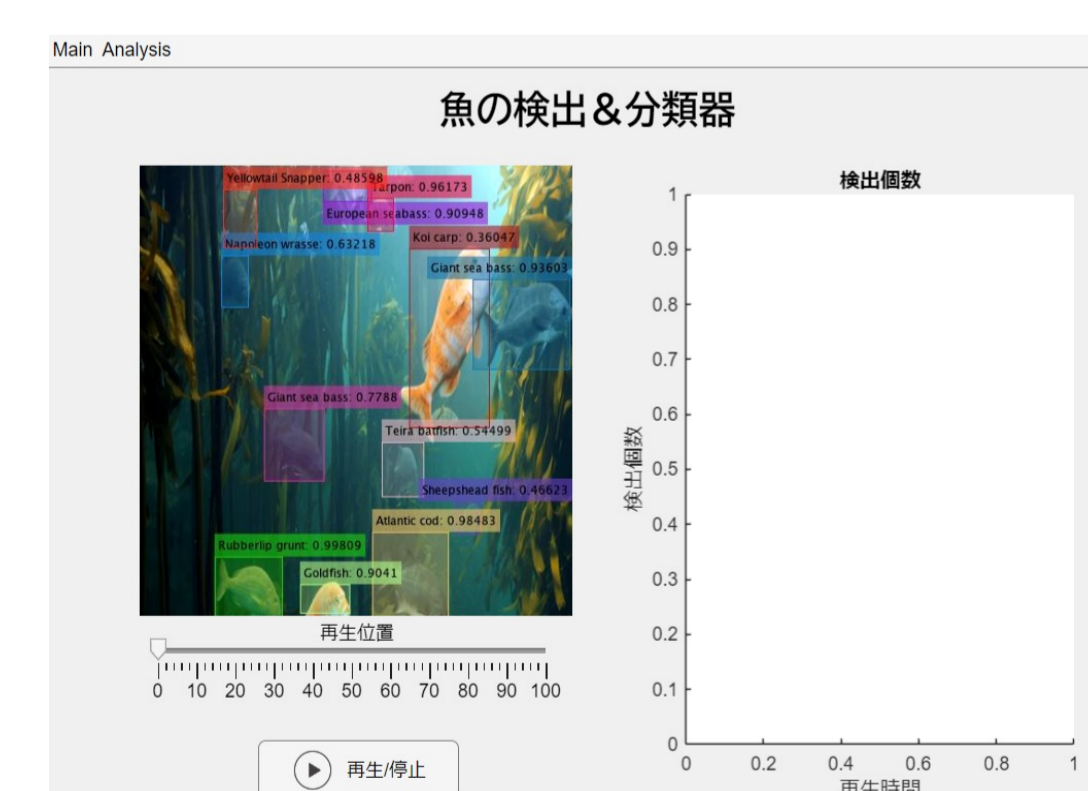 Main Analysis
魚の検出＆分類器
Yellowtail Snapper: 0.48598
Tarpon: 0.96173
European seabass: 0.90948
Napoleon wrasse: 0.63218
Koi carp: 0.36047
Giant sea bass: 0.93603
Giant sea bass: 0.7788
Teira batfish: 0.54499
Sheepshead fish: 0.46623
Atlantic cod: 0.98483
Rubberlip grunt: 0.99809
Goldfish: 0.9041
再生位置
0 10 20 30 40 50 60 70 80 90 100
再生/停止
検出個数
1
0.9
0.8
0.7
0.6
0.5
0.4
0.3
0.2
0.1
0
検出個数
0 0.2 0.4 0.6 0.8 1
再生時間